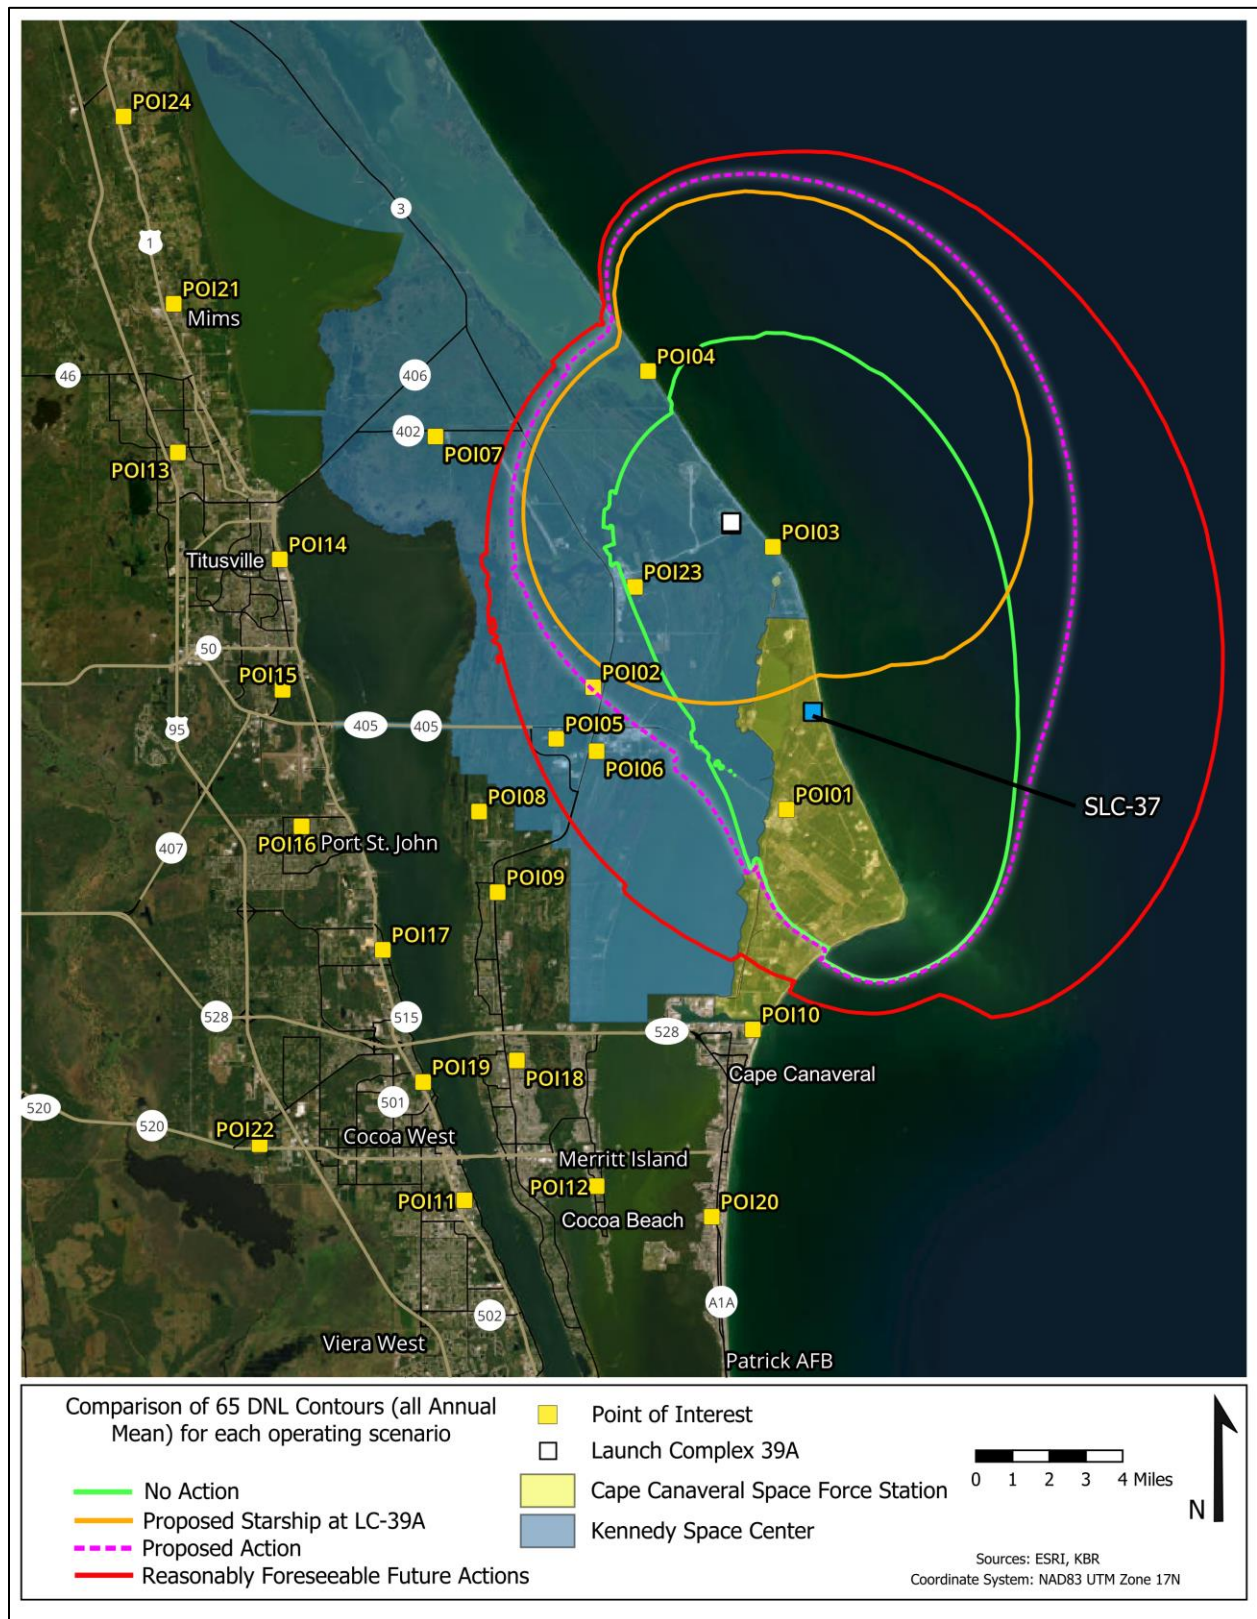 POI24
3
1
POI21
Mims
POI04
46
406
402
POI07
POI13
POI03
POI14
Titusville
POI23
50
POI02
POI15
405
405
95
POI05
POI06
SLC-37
POI01
POI08
POI16
Port St. John
407
POI09
POI17
528
515
528
POI10
POI18
Cape Canaveral
POI19
501
520
520
POI22
Cocoa West
Merritt Island
POI12
POI11
Cocoa Beach
POI20
A1A
502
Viera West
Patrick AFB
Comparison of 65 DNL Contours (all Annual
Mean) for each operating scenario
No Action
Proposed Starship at LC-39A
Proposed Action
Reasonably Foreseeable Future Actions
Point of Interest
Launch Complex 39A
Cape Canaveral Space Force Station
Kennedy Space Center
0 1 2 3 4 Miles
N
Sources: ESRI, KBR
Coordinate System: NAD83 UTM Zone 17N